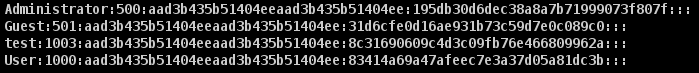 Administrator:500:aad3b435b51404eeaad3b435b51404ee:195db30d6dec38a8a7b71999073f807f:::
Guest:501:aad3b435b51404eeaad3b435b51404ee:31d6cfe0d16ae931b73c59d7e0c089c0:::
test:1003:aad3b435b51404eeaad3b435b51404ee:8c31690609c4d3c09fb76e466809962a:::
User:1000:aad3b435b51404eeaad3b435b51404ee:83414a69a47afeec7e3a37d05a81dc3b:::